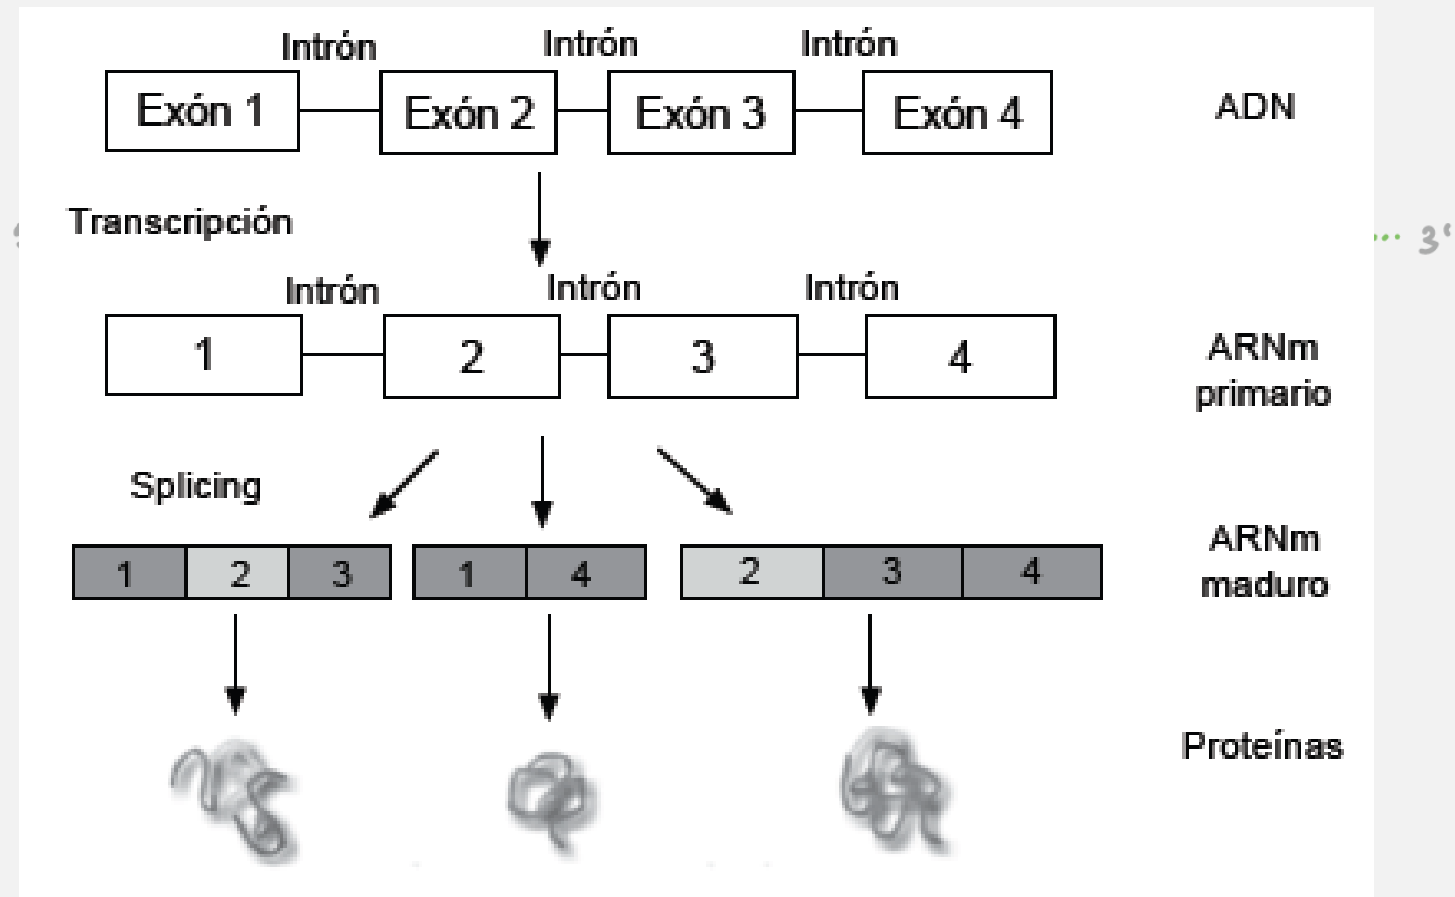 Intrón Intrón Intrón
Exón 1 Exón 2 Exón 3 Exón 4 ADN
Transcripción
3'
Intrón Intrón Intrón
1 2 3 4
ARNm
primario
Splicing
ARNm
maduro
1 2 3 1 4 2 3 4
Proteínas